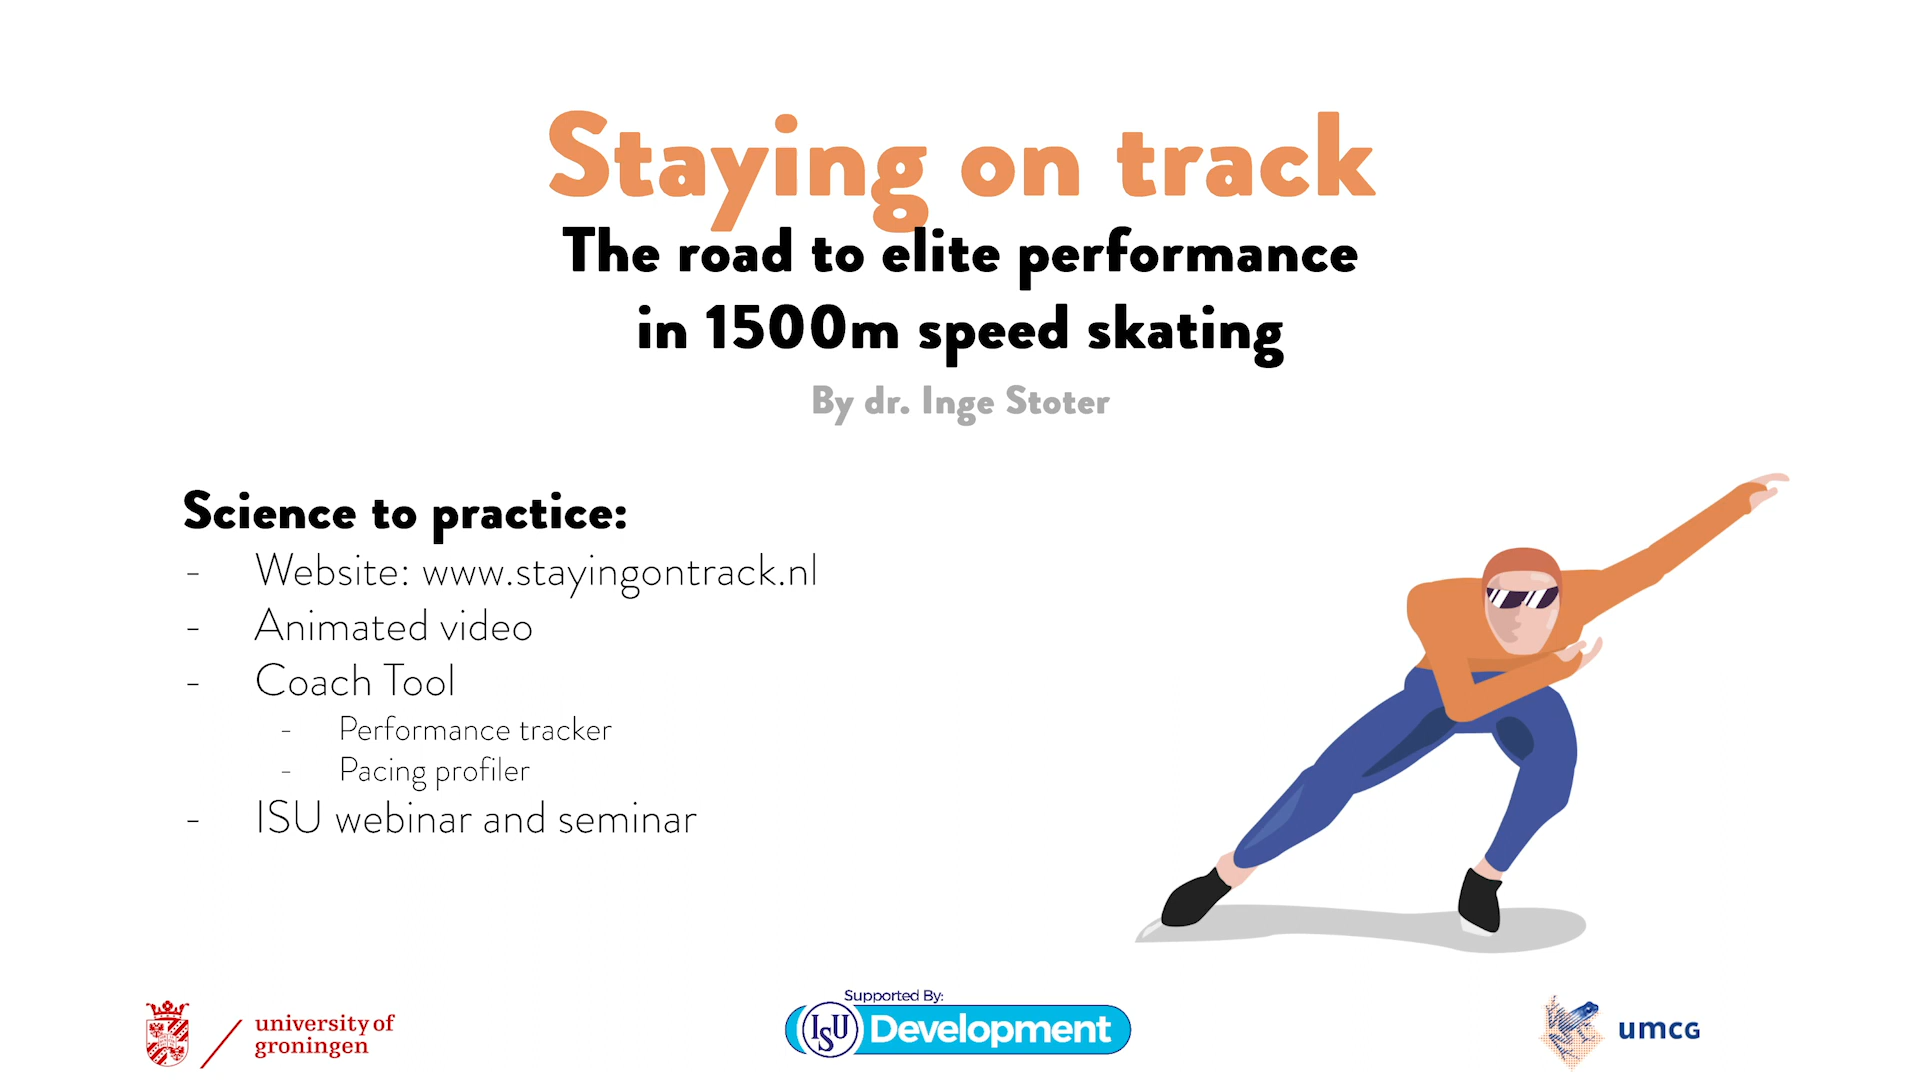 Staying on track
The road to elite performance
in 1500m speed skating
By dr. Inge Stoter
Science to practice:
- Website: www.stayingontrack.nl
- Animated video
- Coach Tool
- Performance tracker
- Pacing profiler
- ISU webinar and seminar
university of
groningen
Supported By:
ISU Development
umcg